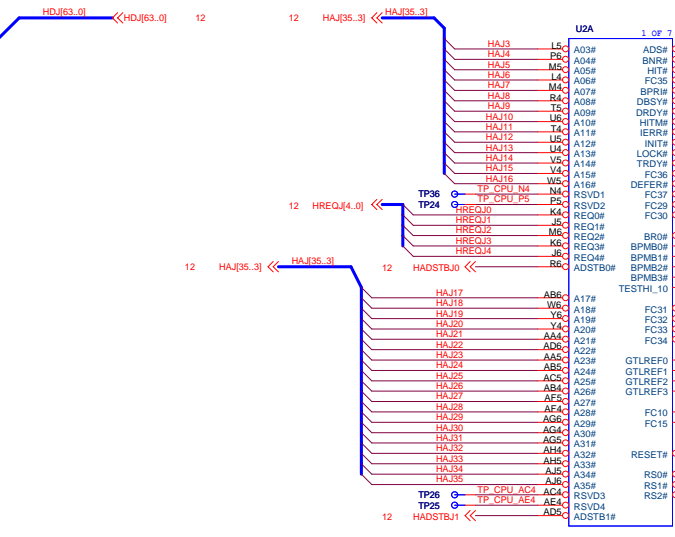 HDJ[63..0] HDJ[63..0] 12
12 HAJ[35..3] HAJ[35..3]
U2A
1 OF 7
HAJ3 L5 A03# ADS#
HAJ4 P6 A04# BNR#
HAJ5 M5 A05# HIT#
HAJ6 L4 A06# FC35
HAJ7 M4 A07# BPRI#
HAJ8 R4 A08# DBSY#
HAJ9 T5 A09# DRDY#
HAJ10 U6 A10# HITM#
HAJ11 T4 A11# IERR#
HAJ12 U5 A12# INIT#
HAJ13 U4 A13# LOCK#
HAJ14 V5 A14# TRDY#
HAJ15 V4 A15# FC36
HAJ16 W5 A16# DEFER#
TP36 TP_CPU_N4 N4 RSVD1 FC37
TP24 TP_CPU_P5 P5 RSVD2 FC29
12 HREQJ[4..0] HREQJ0 K4 REQ0# FC30
HREQJ1 J5 REQ1#
HREQJ2 M6 REQ2# BR0#
HREQJ3 K6 REQ3# BPMB0#
HREQJ4 J6 REQ4# BPMB1#
12 HAJ[35..3] HAJ[35..3] 12 HADSTBJ0 R6 ADSTB0# BPMB2#
BPMB3#
TESTHI_10
HAJ17 AB6 A17#
HAJ18 W6 A18# FC31
HAJ19 Y6 A19# FC32
HAJ20 Y4 A20# FC33
HAJ21 AA4 A21# FC34
HAJ22 AD6 A22#
HAJ23 AA5 A23# GTLREF0
HAJ24 AB5 A24# GTLREF1
HAJ25 AC5 A25# GTLREF2
HAJ26 AB4 A26# GTLREF3
HAJ27 AF5 A27#
HAJ28 AF4 A28# FC10
HAJ29 AG6 A29# FC15
HAJ30 AG4 A30#
HAJ31 AG5 A31#
HAJ32 AH4 A32# RESET#
HAJ33 AH5 A33#
HAJ34 AJ5 A34# RS0#
HAJ35 AJ6 A35# RS1#
TP26 TP_CPU_AC4 AC4 RSVD3 RS2#
TP25 TP_CPU_AE4 AE4 RSVD4
12 HADSTBJ1 AD5 ADSTB1#